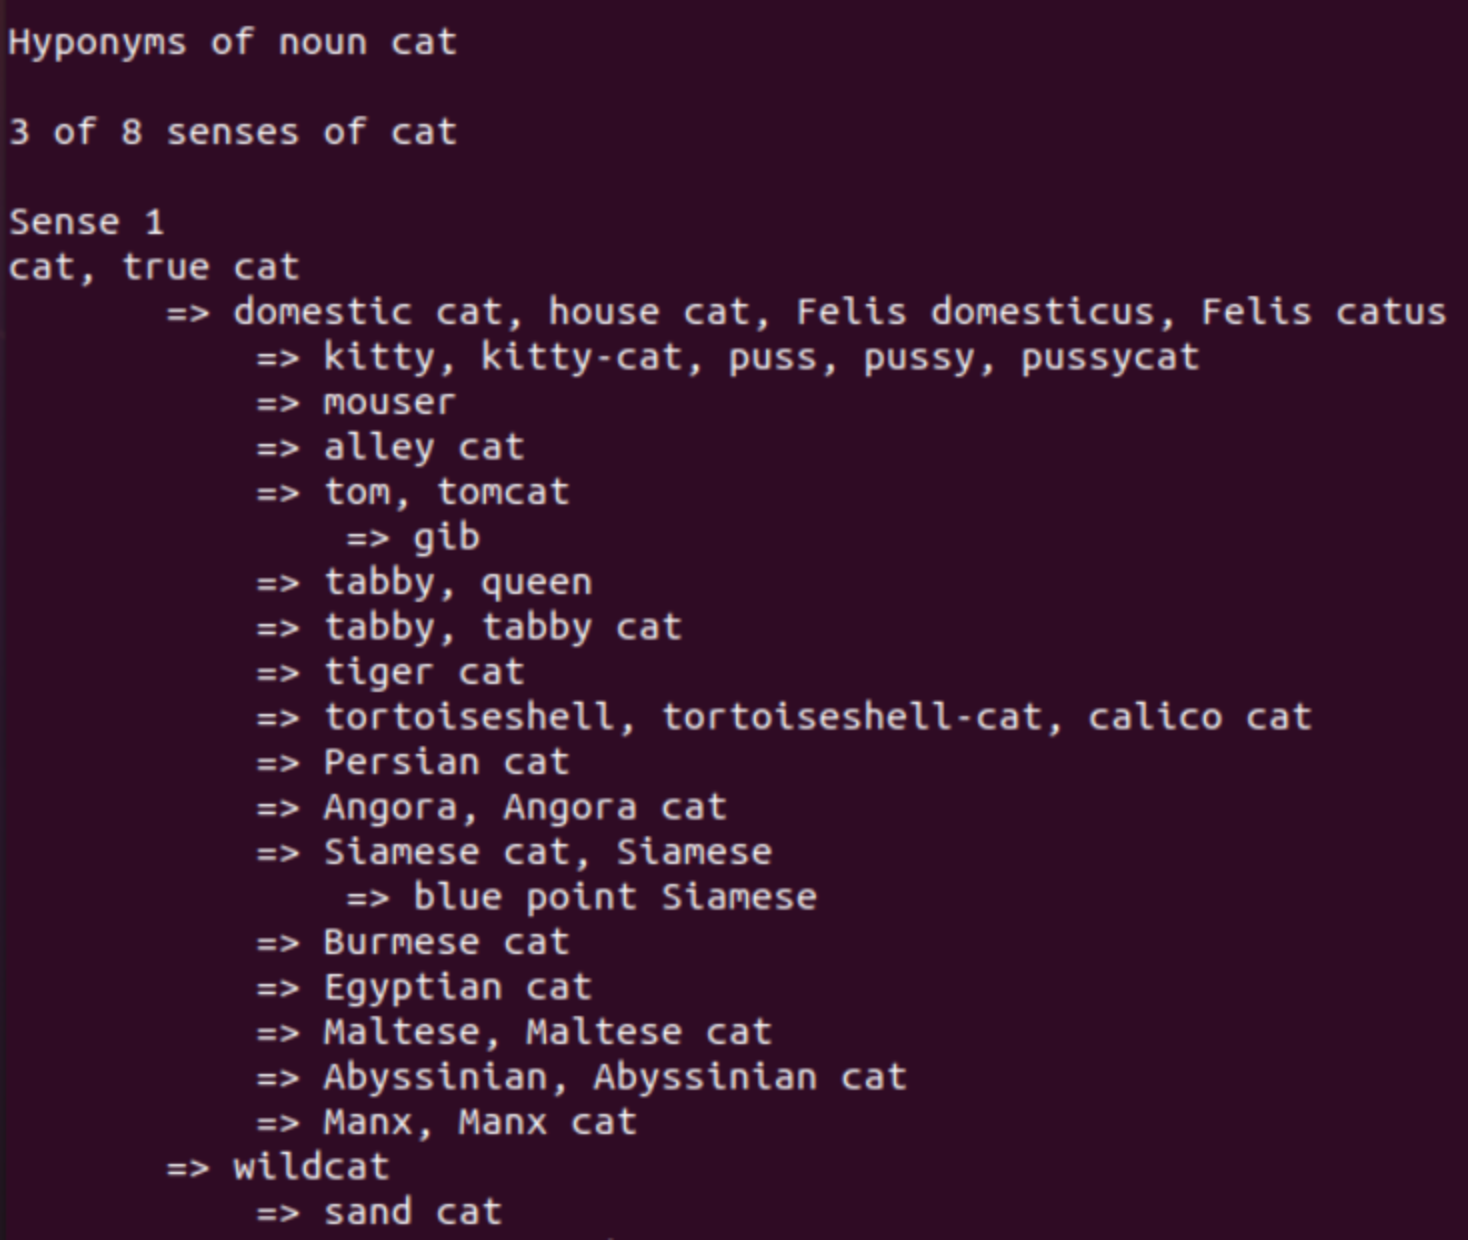 Hyponyms of noun cat
3 of 8 senses of cat
Sense 1
cat, true cat
=> domestic cat, house cat, Felis domesticus, Felis catus
=> kitty, kitty-cat, puss, pussy, pussycat
=> mouser
=> alley cat
=> tom, tomcat
=> gib
=> tabby, queen
=> tabby, tabby cat
=> tiger cat
=> tortoiseshell, tortoiseshell-cat, calico cat
=> Persian cat
=> Angora, Angora cat
=> Siamese cat, Siamese
=> blue point Siamese
=> Burmese cat
=> Egyptian cat
=> Maltese, Maltese cat
=> Abyssinian, Abyssinian cat
=> Manx, Manx cat
=> wildcat
=> sand cat